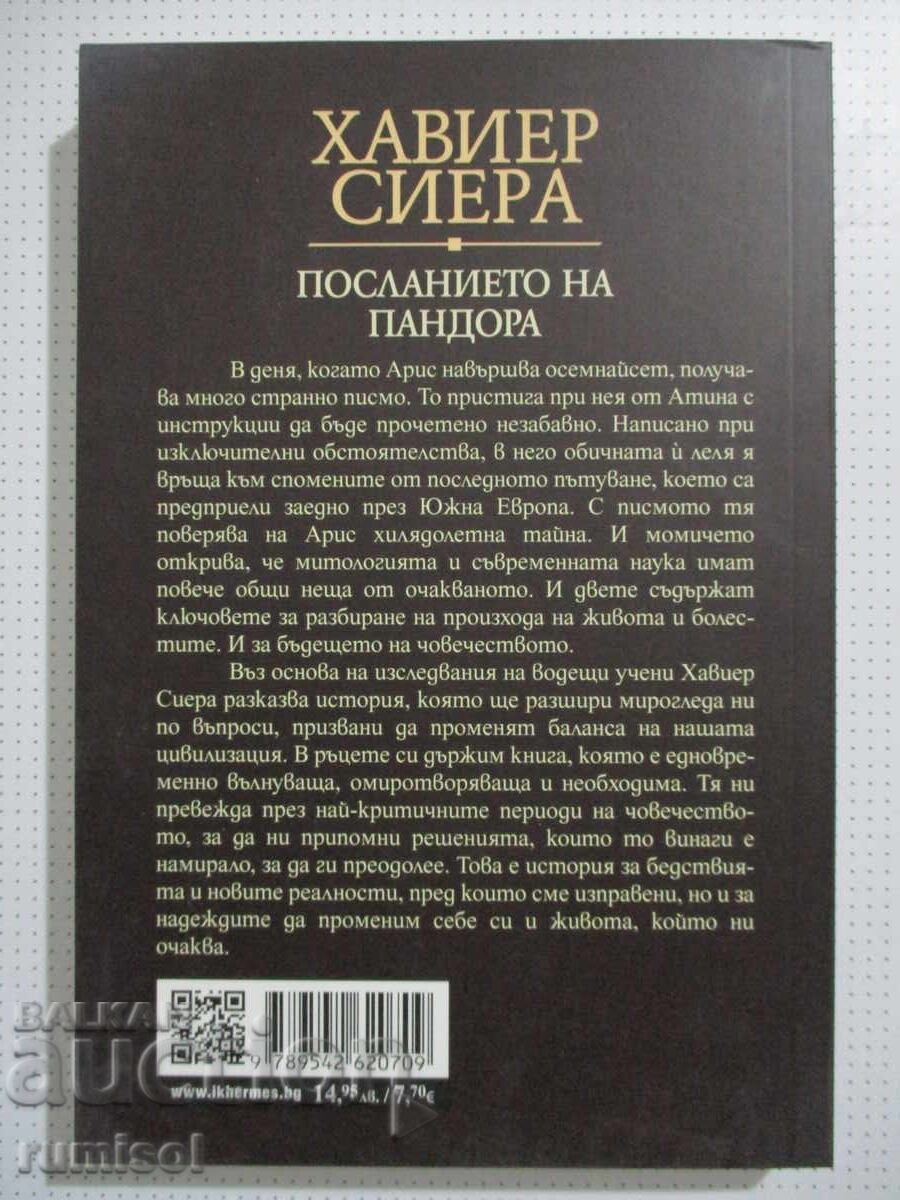 ХАВИЕР
СИЕРА
ПОСЛАНИЕТО НА
ПАНДОРА
В деня, когато Арис навършва осемнайсет, получа-
ва много странно писмо. То пристига при нея от Атина с
инструкции да бъде прочетено незабавно. Написано при
изключителни обстоятелства, в него обичната ѝ леля я
връща към спомените от последното пътуване, което са
предприели заедно през Южна Европа. С писмото тя
поверява на Арис хилядолетна тайна. И момичето
открива, че митологията и съвременната наука имат
повече общи неща от очакваното. И двете съдържат
ключовете за разбиране на произхода на живота и болес-
тите. И за бъдещето на човечеството.
Въз основа на изследвания на водещи учени Хавиер
Сиера разказва история, която ще разшири мирогледа ни
по въпроси, призвани да променят баланса на нашата
цивилизация. В ръцете си държим книга, която е едновре-
менно вълнуваща, омиротворяваща и необходима. Тя ни
превежда през най-критичните периоди на човечество-
то, за да ни припомни решенията, които то винаги е
намирало, за да ги преодолее. Това е история за бедствия-
та и новите реалности, пред които сме изправени, но и за
надеждите да променим себе си и живота, който ни
очаква.
9 789542 620709
www.ikhermes.bg 14,95 лв. / 7,70 €
BALKAN
auction
rumisol